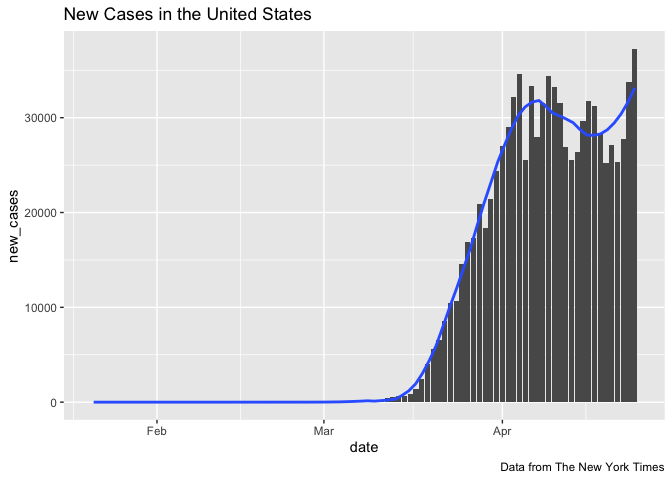 New Cases in the United States
new_cases
30000
20000
10000
0
Feb Mar Apr
date
Data from The New York Times